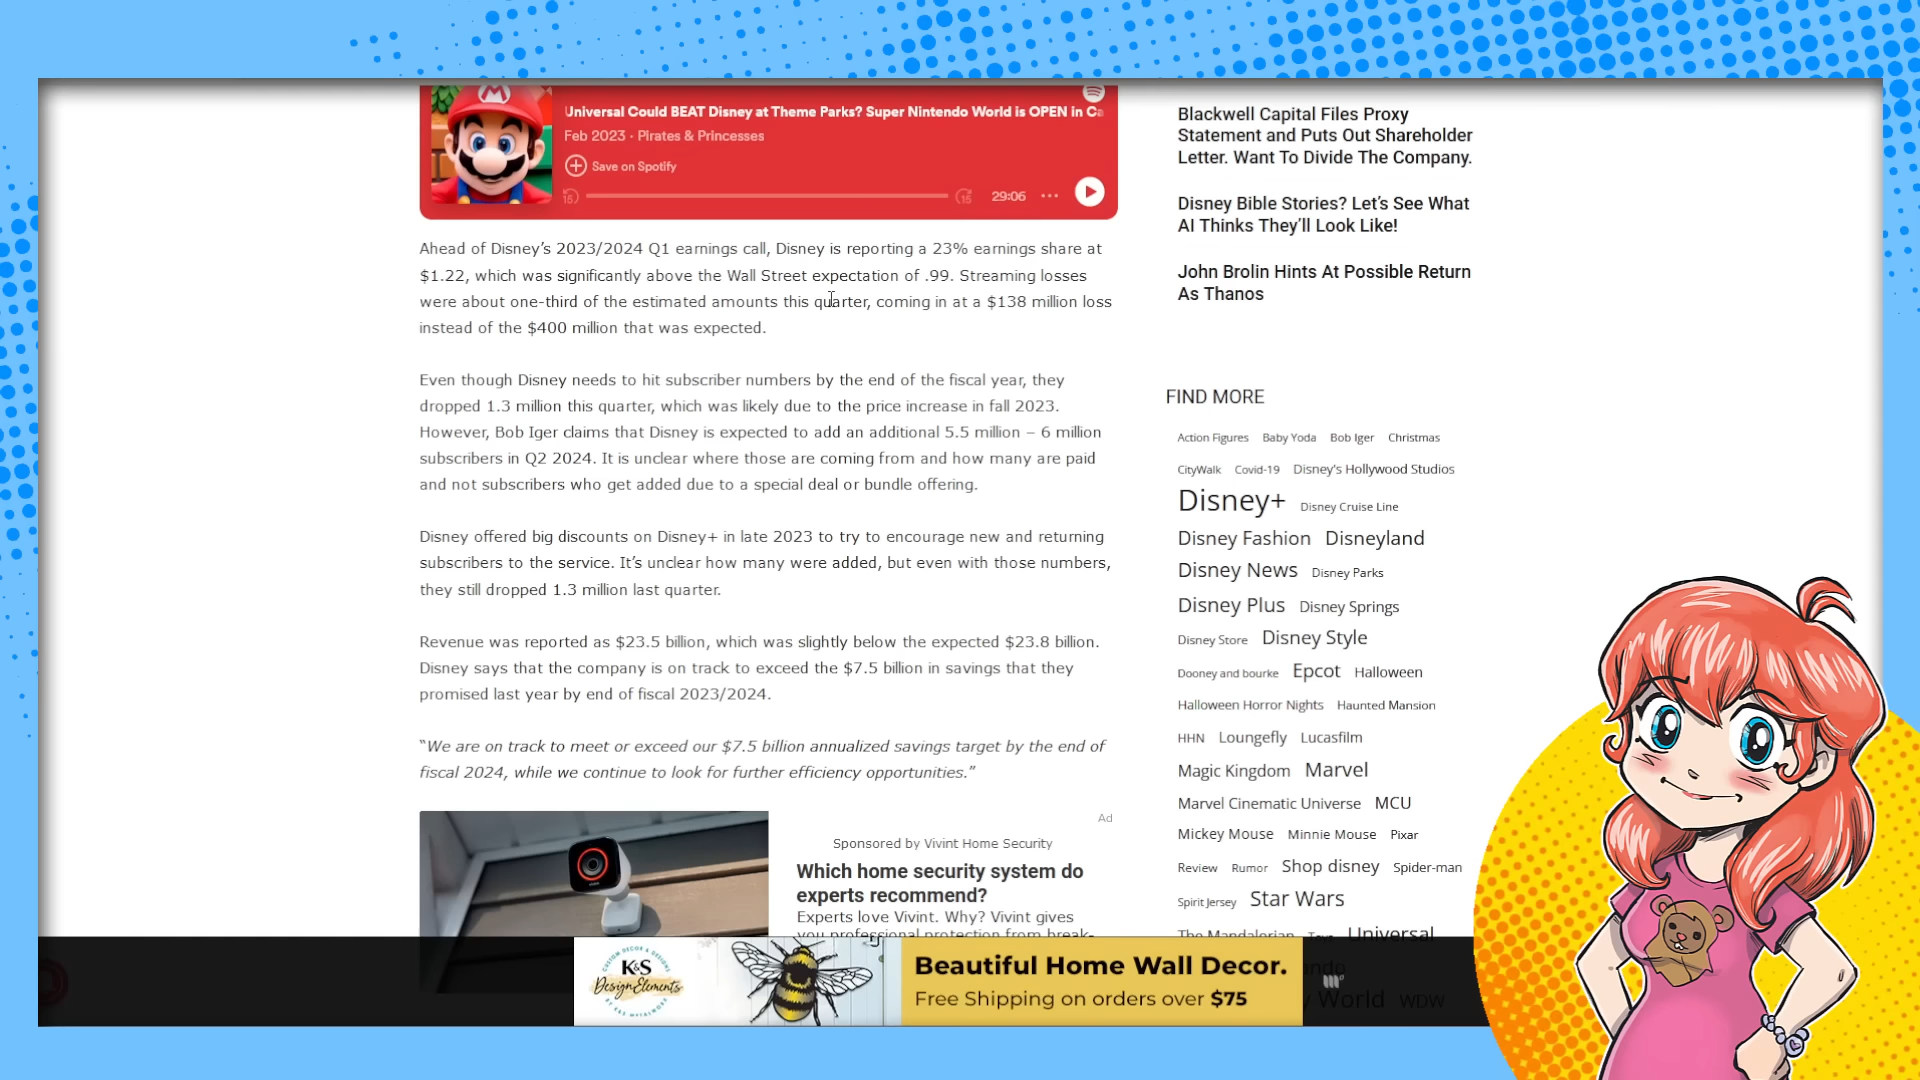 Universal Could BEAT Disney at Theme Parks? Super Nintendo World is OPEN in Ca
Feb 2023 · Pirates & Princesses
Save on Spotify
15
15
29:06
Ahead of Disney's 2023/2024 Q1 earnings call, Disney is reporting a 23% earnings share at
$1.22, which was significantly above the Wall Street expectation of .99. Streaming losses
were about one-third of the estimated amounts this quarter, coming in at a $138 million loss
instead of the $400 million that was expected.
Even though Disney needs to hit subscriber numbers by the end of the fiscal year, they
dropped 1.3 million this quarter, which was likely due to the price increase in fall 2023.
However, Bob Iger claims that Disney is expected to add an additional 5.5 million – 6 million
subscribers in Q2 2024. It is unclear where those are coming from and how many are paid
and not subscribers who get added due to a special deal or bundle offering.
Disney offered big discounts on Disney+ in late 2023 to try to encourage new and returning
subscribers to the service. It's unclear how many were added, but even with those numbers,
they still dropped 1.3 million last quarter.
Revenue was reported as $23.5 billion, which was slightly below the expected $23.8 billion.
Disney says that the company is on track to exceed the $7.5 billion in savings that they
promised last year by end of fiscal 2023/2024.
"We are on track to meet or exceed our $7.5 billion annualized savings target by the end of
fiscal 2024, while we continue to look for further efficiency opportunities."
Ad
Sponsored by Vivint Home Security
Which home security system do
experts recommend?
Experts love Vivint. Why? Vivint gives
you professional protection from break-
Blackwell Capital Files Proxy
Statement and Puts Out Shareholder
Letter. Want To Divide The Company.
Disney Bible Stories? Let's See What
AI Thinks They'll Look Like!
John Brolin Hints At Possible Return
As Thanos
FIND MORE
Action Figures Baby Yoda Bob Iger Christmas
CityWalk Covid-19 Disney's Hollywood Studios
Disney+ Disney Cruise Line
Disney Fashion Disneyland
Disney News Disney Parks
Disney Plus Disney Springs
Disney Store Disney Style
Dooney and bourke Epcot Halloween
Halloween Horror Nights Haunted Mansion
HHN Loungefly Lucasfilm
Magic Kingdom Marvel
Marvel Cinematic Universe MCU
Mickey Mouse Minnie Mouse Pixar
Review Rumor Shop disney Spider-man
Spirit Jersey Star Wars
The Mandalorian Toys Universal
World WDW
K&S
Design Elements
Beautiful Home Wall Decor.
Free Shipping on orders over $75